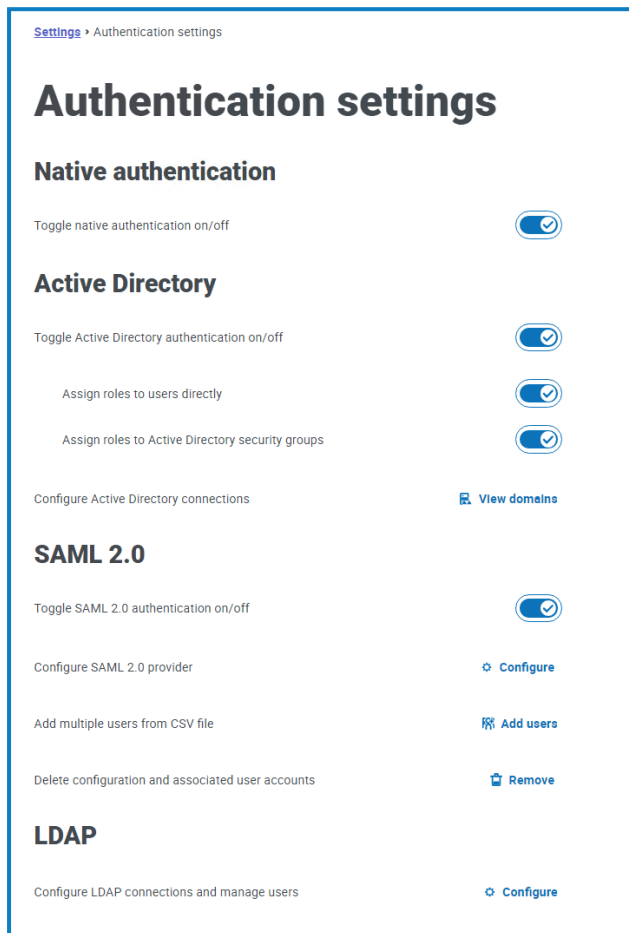 Settings › Authentication settings
Authentication settings
Native authentication
Toggle native authentication on/off
Active Directory
Toggle Active Directory authentication on/off
Assign roles to users directly
Assign roles to Active Directory security groups
Configure Active Directory connections View domains
SAML 2.0
Toggle SAML 2.0 authentication on/off
Configure SAML 2.0 provider Configure
Add multiple users from CSV file Add users
Delete configuration and associated user accounts Remove
LDAP
Configure LDAP connections and manage users Configure